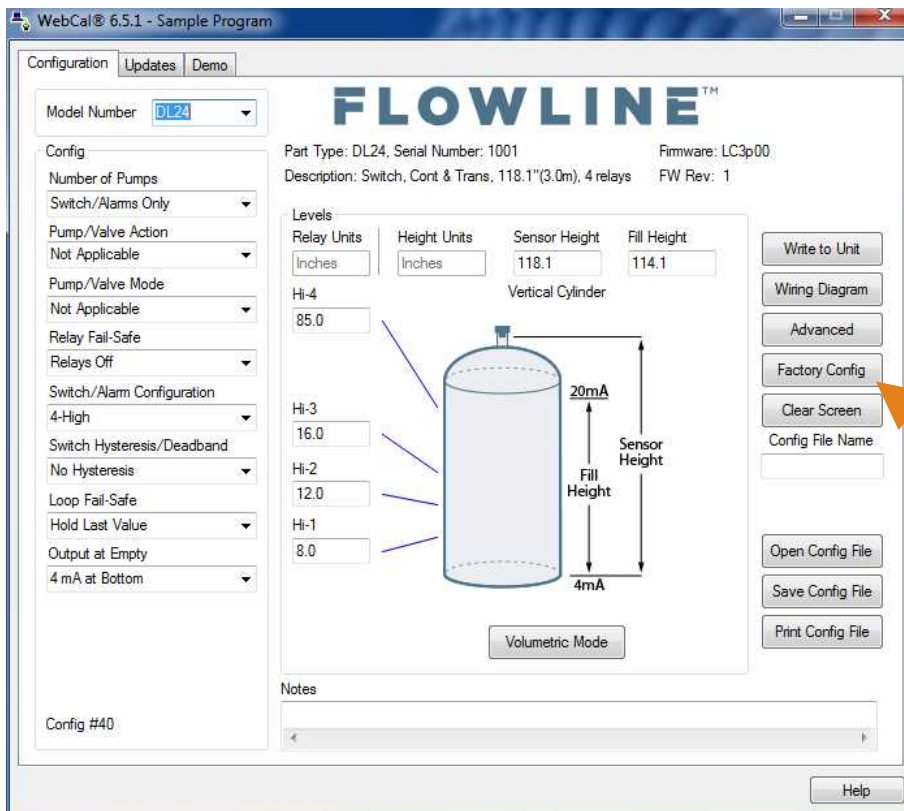 WebCal® 6.5.1 - Sample Program
Configuration Updates Demo
Model Number DL24
FLOWLINE™
Part Type: DL24, Serial Number: 1001 Firmware: LC3p00
Description: Switch, Cont & Trans, 118.1"(3.0m), 4 relays FW Rev: 1
Config
Number of Pumps
Switch/Alarms Only
Pump/Valve Action
Not Applicable
Pump/Valve Mode
Not Applicable
Relay Fail-Safe
Relays Off
Switch/Alarm Configuration
4-High
Switch Hysteresis/Deadband
No Hysteresis
Loop Fail-Safe
Hold Last Value
Output at Empty
4 mA at Bottom
Config #40
Levels
Relay Units Height Units Sensor Height Fill Height
Inches Inches 118.1 114.1
Hi-4 Vertical Cylinder
85.0
Hi-3
16.0
Hi-2
12.0
Hi-1
8.0
20mA
Sensor
Height
Fill
Height
4mA
Volumetric Mode
Write to Unit
Wiring Diagram
Advanced
Factory Config
Clear Screen
Config File Name
Open Config File
Save Config File
Print Config File
Notes
Help